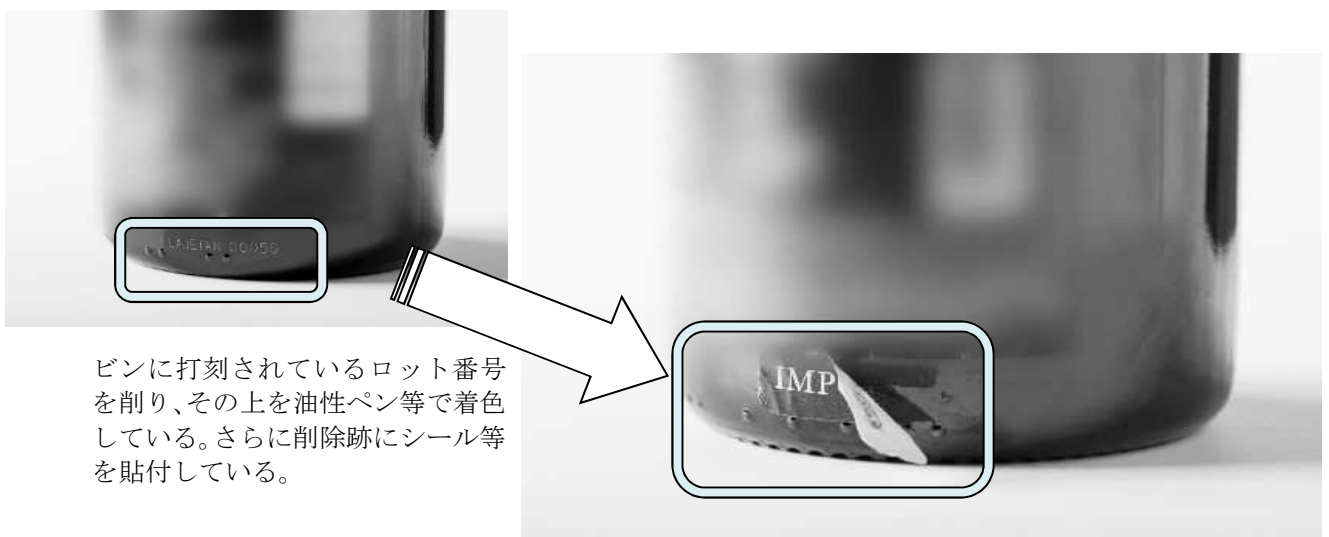 ビンに打刻されているロット番号
を削り、その上を油性ペン等で着色
している。さらに削除跡にシール等
を貼付している。
IMP